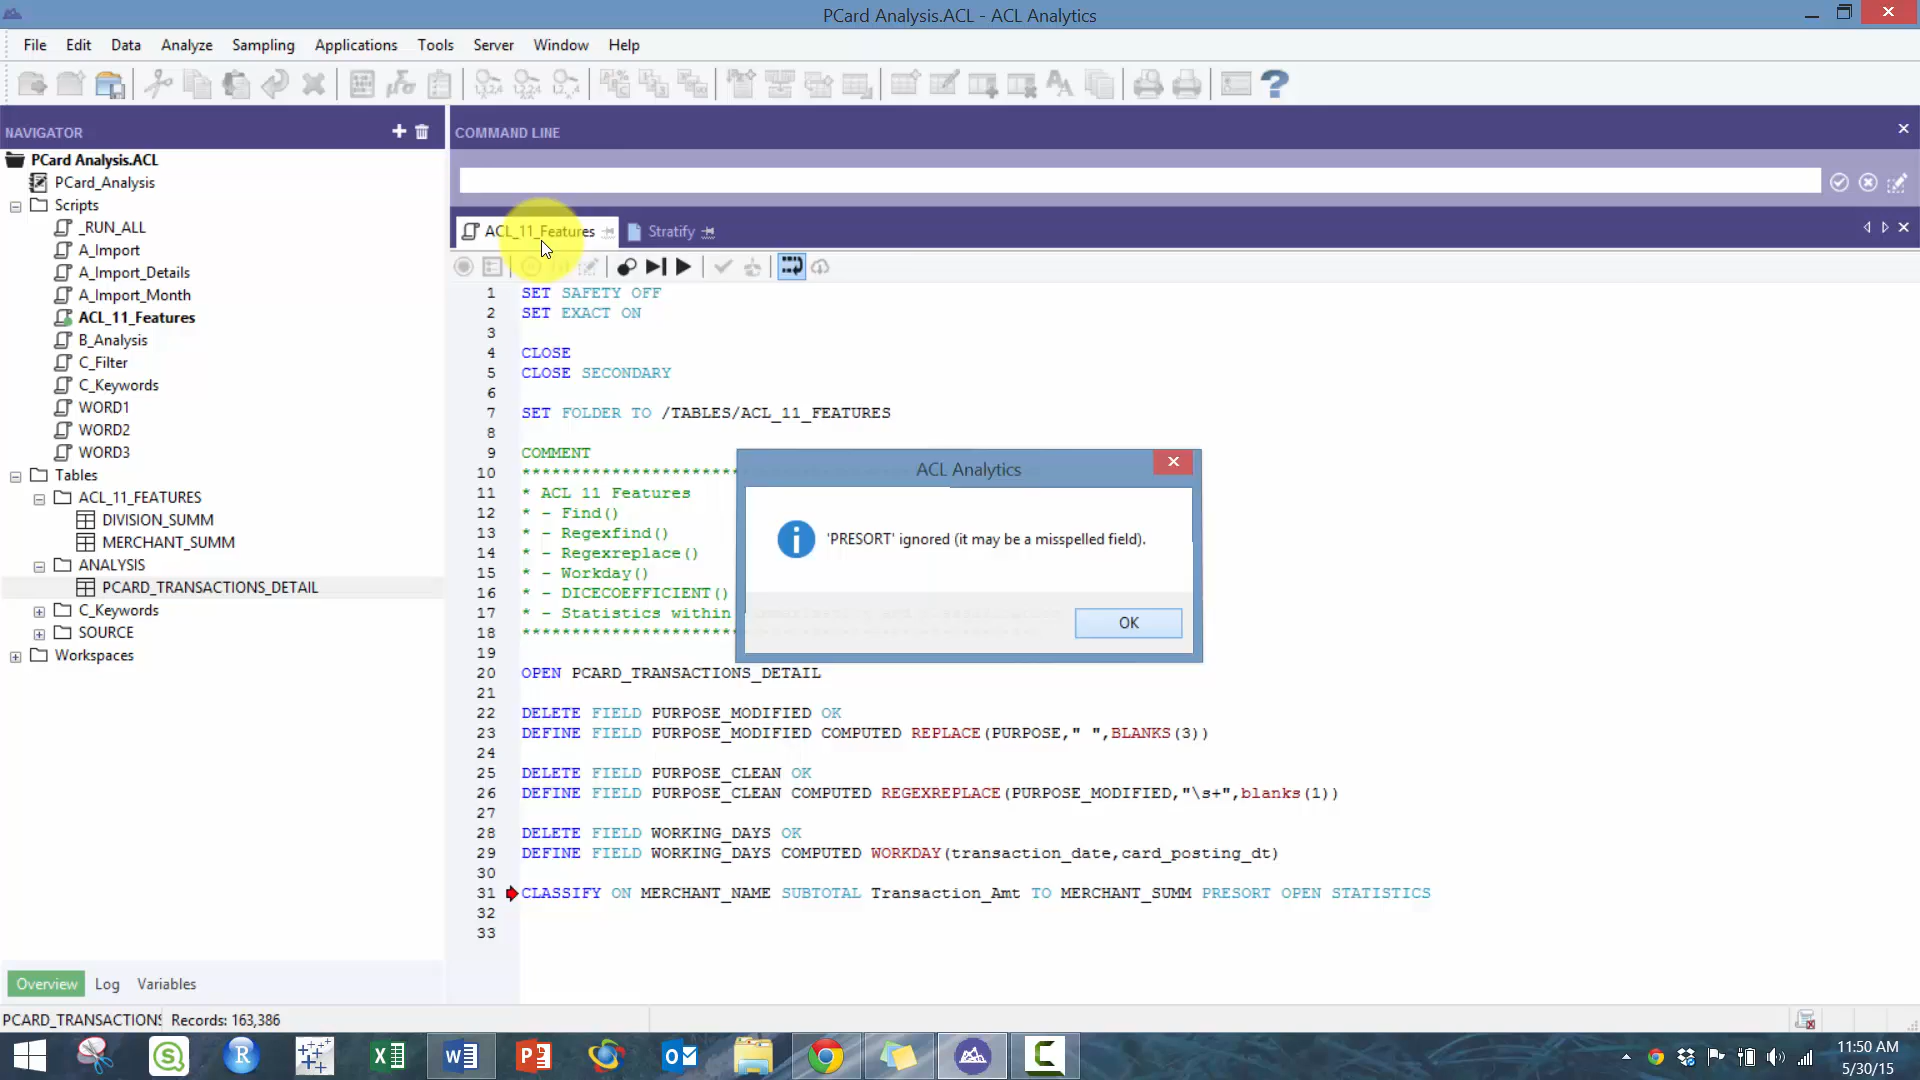 PCard Analysis.ACL - ACL Analytics
File Edit Data Analyze Sampling Applications Tools Server Window Help
NAVIGATOR
COMMAND LINE
PCard Analysis.ACL
PCard_Analysis
Scripts
_RUN_ALL
A_Import
A_Import_Details
A_Import_Month
ACL_11_Features
B_Analysis
C_Filter
C_Keywords
WORD1
WORD2
WORD3
Tables
ACL_11_FEATURES
DIVISION_SUMM
MERCHANT_SUMM
ANALYSIS
PCARD_TRANSACTIONS_DETAIL
C_Keywords
SOURCE
Workspaces
ACL_11_Features Stratify
1 SET SAFETY OFF
2 SET EXACT ON
3
4 CLOSE
5 CLOSE SECONDARY
6
7 SET FOLDER TO /TABLES/ACL_11_FEATURES
8
9 COMMENT
10 **********************
11 * ACL 11 Features
12 * - Find()
13 * - Regexfind()
14 * - Regexreplace()
15 * - Workday()
16 * - DICECOEFFICIENT()
17 * - Statistics within
18 **********************
19
20 OPEN PCARD_TRANSACTIONS_DETAIL
21
22 DELETE FIELD PURPOSE_MODIFIED OK
23 DEFINE FIELD PURPOSE_MODIFIED COMPUTED REPLACE(PURPOSE," ",BLANKS(3))
24
25 DELETE FIELD PURPOSE_CLEAN OK
26 DEFINE FIELD PURPOSE_CLEAN COMPUTED REGEXREPLACE(PURPOSE_MODIFIED,"\s+",blanks(1))
27
28 DELETE FIELD WORKING_DAYS OK
29 DEFINE FIELD WORKING_DAYS COMPUTED WORKDAY(transaction_date,card_posting_dt)
30
31 CLASSIFY ON MERCHANT_NAME SUBTOTAL Transaction_Amt TO MERCHANT_SUMM PRESORT OPEN STATISTICS
32
33
ACL Analytics
'PRESORT' ignored (it may be a misspelled field).
OK
Overview Log Variables
PCARD_TRANSACTIONS Records: 163,386
11:50 AM
5/30/15